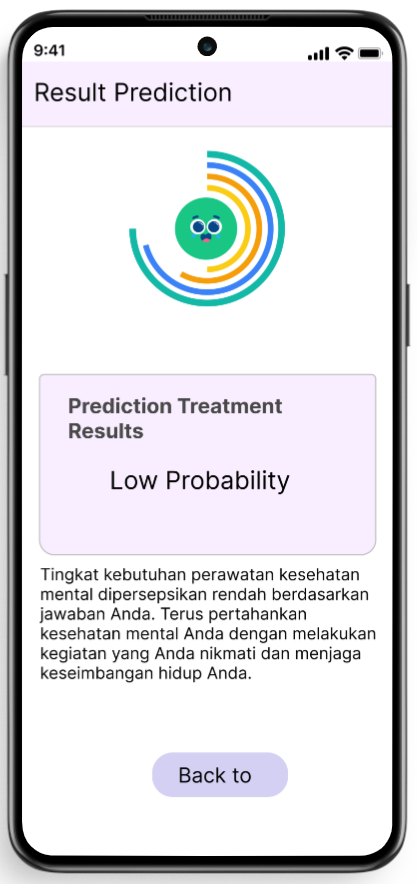 9:41
Result Prediction
Prediction Treatment
Results
Low Probability
Tingkat kebutuhan perawatan kesehatan
mental dipersepsikan rendah berdasarkan
jawaban Anda. Terus pertahankan
kesehatan mental Anda dengan melakukan
kegiatan yang Anda nikmati dan menjaga
keseimbangan hidup Anda.
Back to